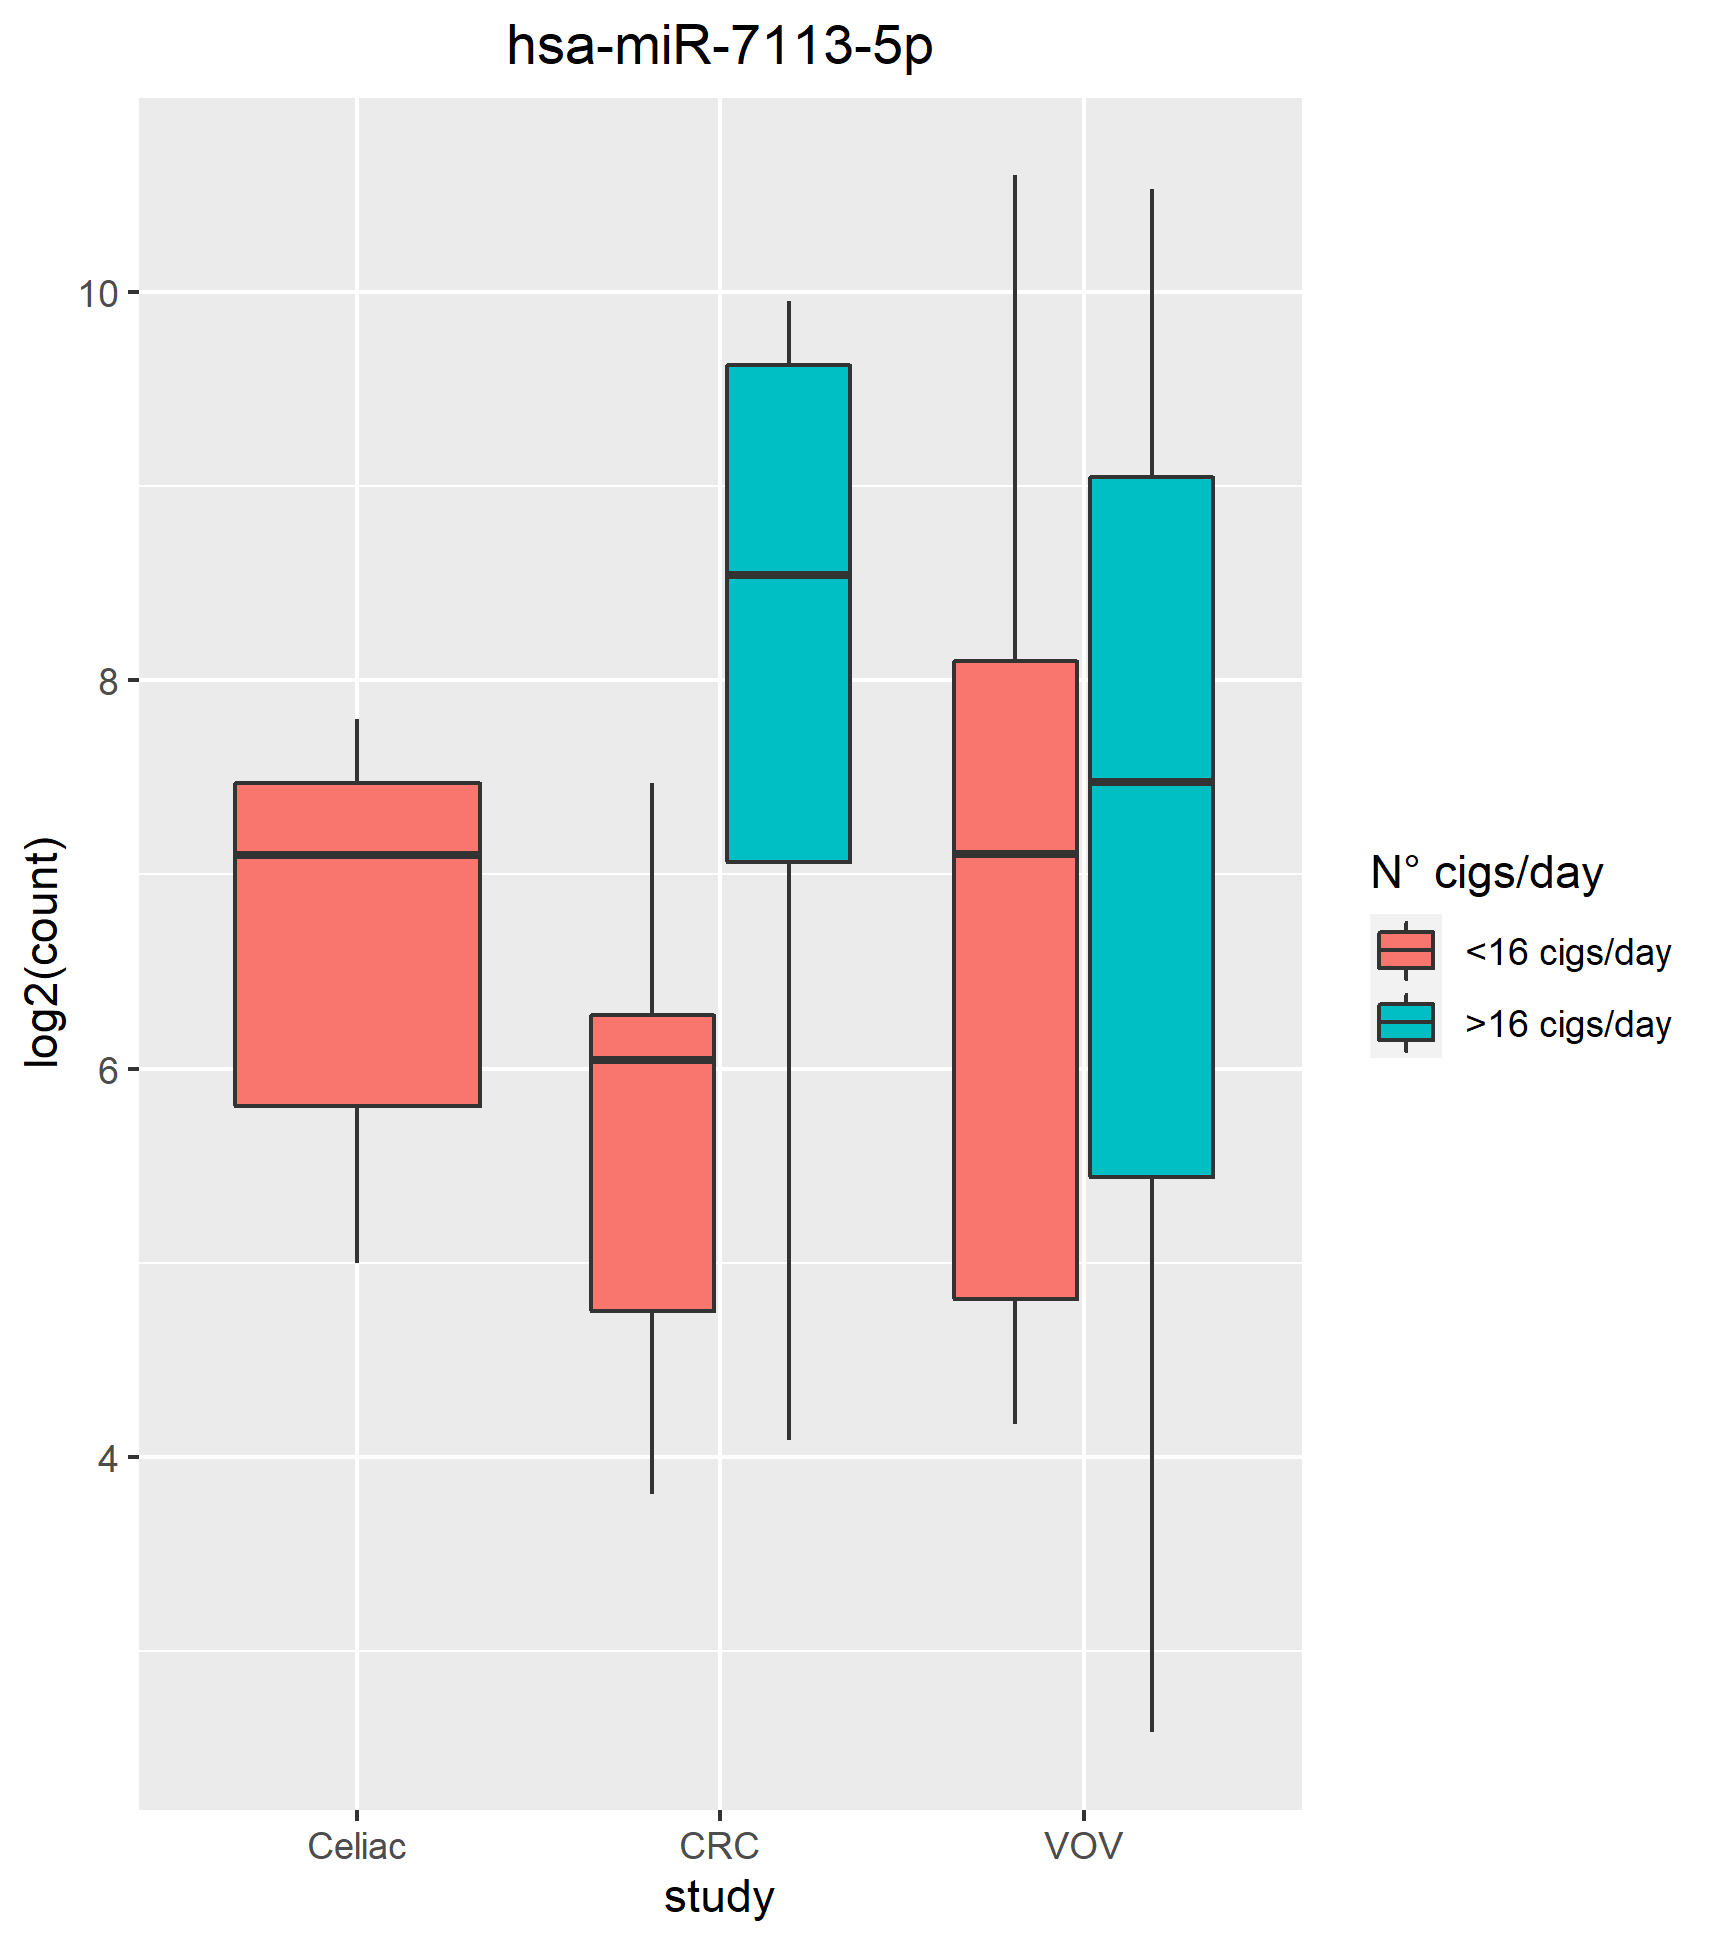 hsa-miR-7113-5p
log2(count)
10
8
6
4
Celiac
CRC
VOV
study
N° cigs/day
<16 cigs/day
>16 cigs/day